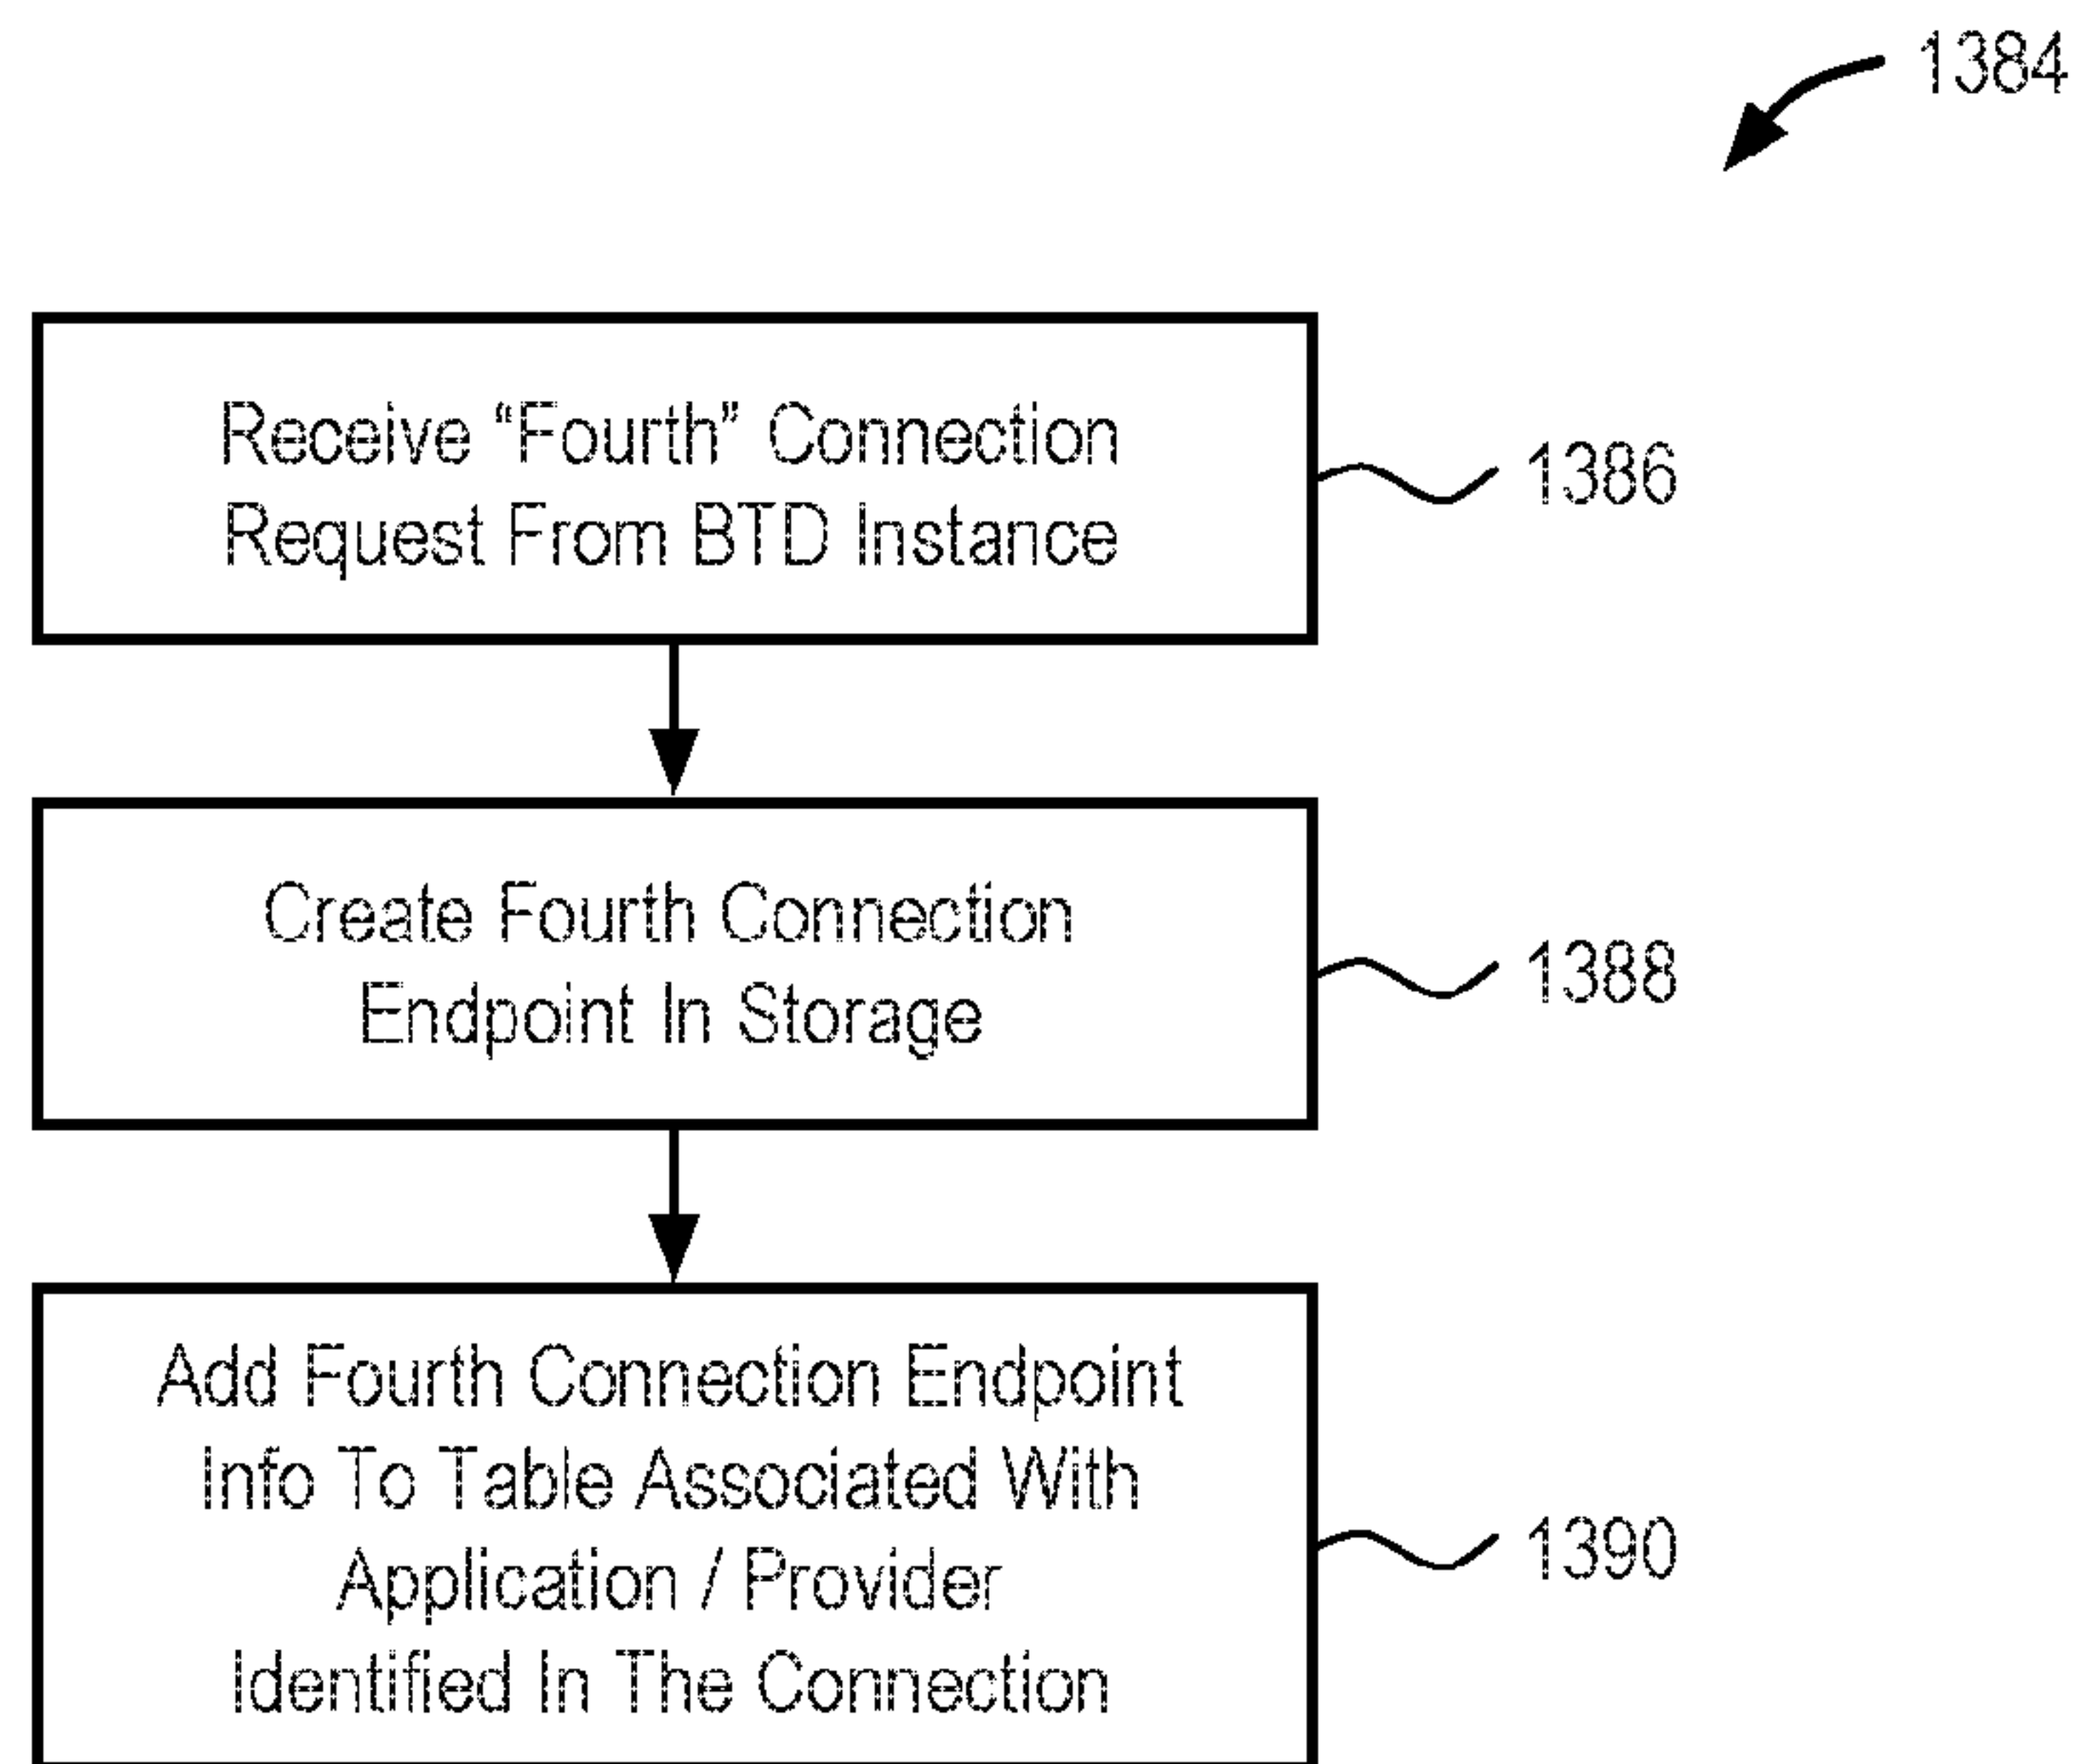 1384
Receive “Fourth” Connection
Request From BTD Instance
1386
Create Fourth Connection
Endpoint In Storage
1388
Add Fourth Connection Endpoint
Info To Table Associated With
Application / Provider
Identified In The Connection
1390